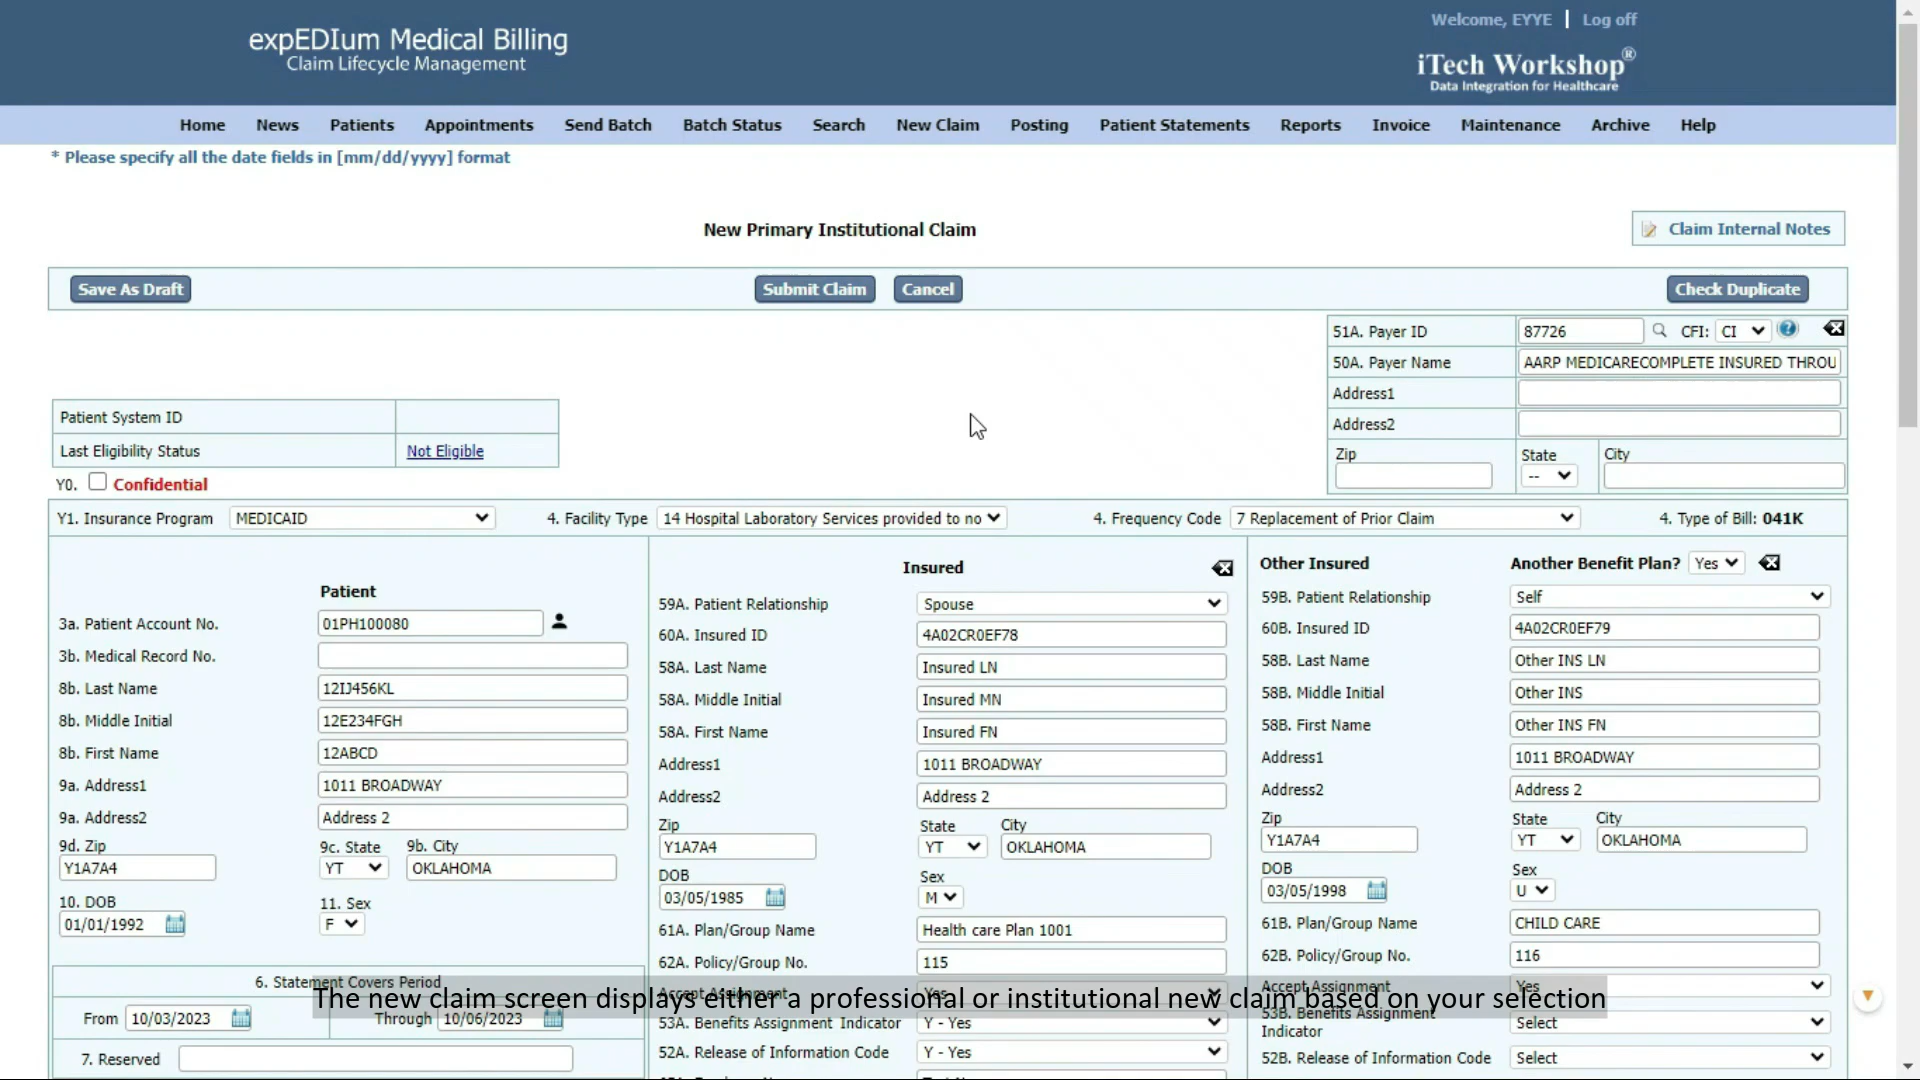 expEDIum Medical Billing
Claim Lifecycle Management
Welcome, EYYE | Log off
iTech Workshop®
Data Integration for Healthcare
Home News Patients Appointments Send Batch Batch Status Search New Claim Posting Patient Statements Reports Invoice Maintenance Archive Help
* Please specify all the date fields in [mm/dd/yyyy] format
New Primary Institutional Claim
Claim Internal Notes
Save As Draft Submit Claim Cancel Check Duplicate
51A. Payer ID 87726 CFI: CI
50A. Payer Name AARP MEDICARECOMPLETE INSURED THROU
Address1
Address2
Zip State City
--
Patient System ID
Last Eligibility Status Not Eligible
Y0. Confidential
Y1. Insurance Program MEDICAID 4. Facility Type 14 Hospital Laboratory Services provided to no 4. Frequency Code 7 Replacement of Prior Claim 4. Type of Bill: 041K
Patient
3a. Patient Account No. 01PH100080
3b. Medical Record No.
8b. Last Name 12IJ456KL
8b. Middle Initial 12E234FGH
8b. First Name 12ABCD
9a. Address1 1011 BROADWAY
9a. Address2 Address 2
9d. Zip 9c. State 9b. City
Y1A7A4 YT OKLAHOMA
10. DOB 11. Sex
01/01/1992 F
6. Statement Covers Period
From 10/03/2023 Through 10/06/2023
7. Reserved
Insured
59A. Patient Relationship Spouse
60A. Insured ID 4A02CR0EF78
58A. Last Name Insured LN
58A. Middle Initial Insured MN
58A. First Name Insured FN
Address1 1011 BROADWAY
Address2 Address 2
Zip State City
Y1A7A4 YT OKLAHOMA
DOB Sex
03/05/1985 M
61A. Plan/Group Name Health care Plan 1001
62A. Policy/Group No. 115
Accept Assignment Yes
53A. Benefits Assignment Indicator Y - Yes
52A. Release of Information Code Y - Yes
Other Insured Another Benefit Plan? Yes
59B. Patient Relationship Self
60B. Insured ID 4A02CR0EF79
58B. Last Name Other INS LN
58B. Middle Initial Other INS
58B. First Name Other INS FN
Address1 1011 BROADWAY
Address2 Address 2
Zip State City
Y1A7A4 YT OKLAHOMA
DOB Sex
03/05/1998 U
61B. Plan/Group Name CHILD CARE
62B. Policy/Group No. 116
Accept Assignment Yes
53B. Benefits Assignment
Indicator Select
52B. Release of Information Code Select
The new claim screen displays either a professional or institutional new claim based on your selection